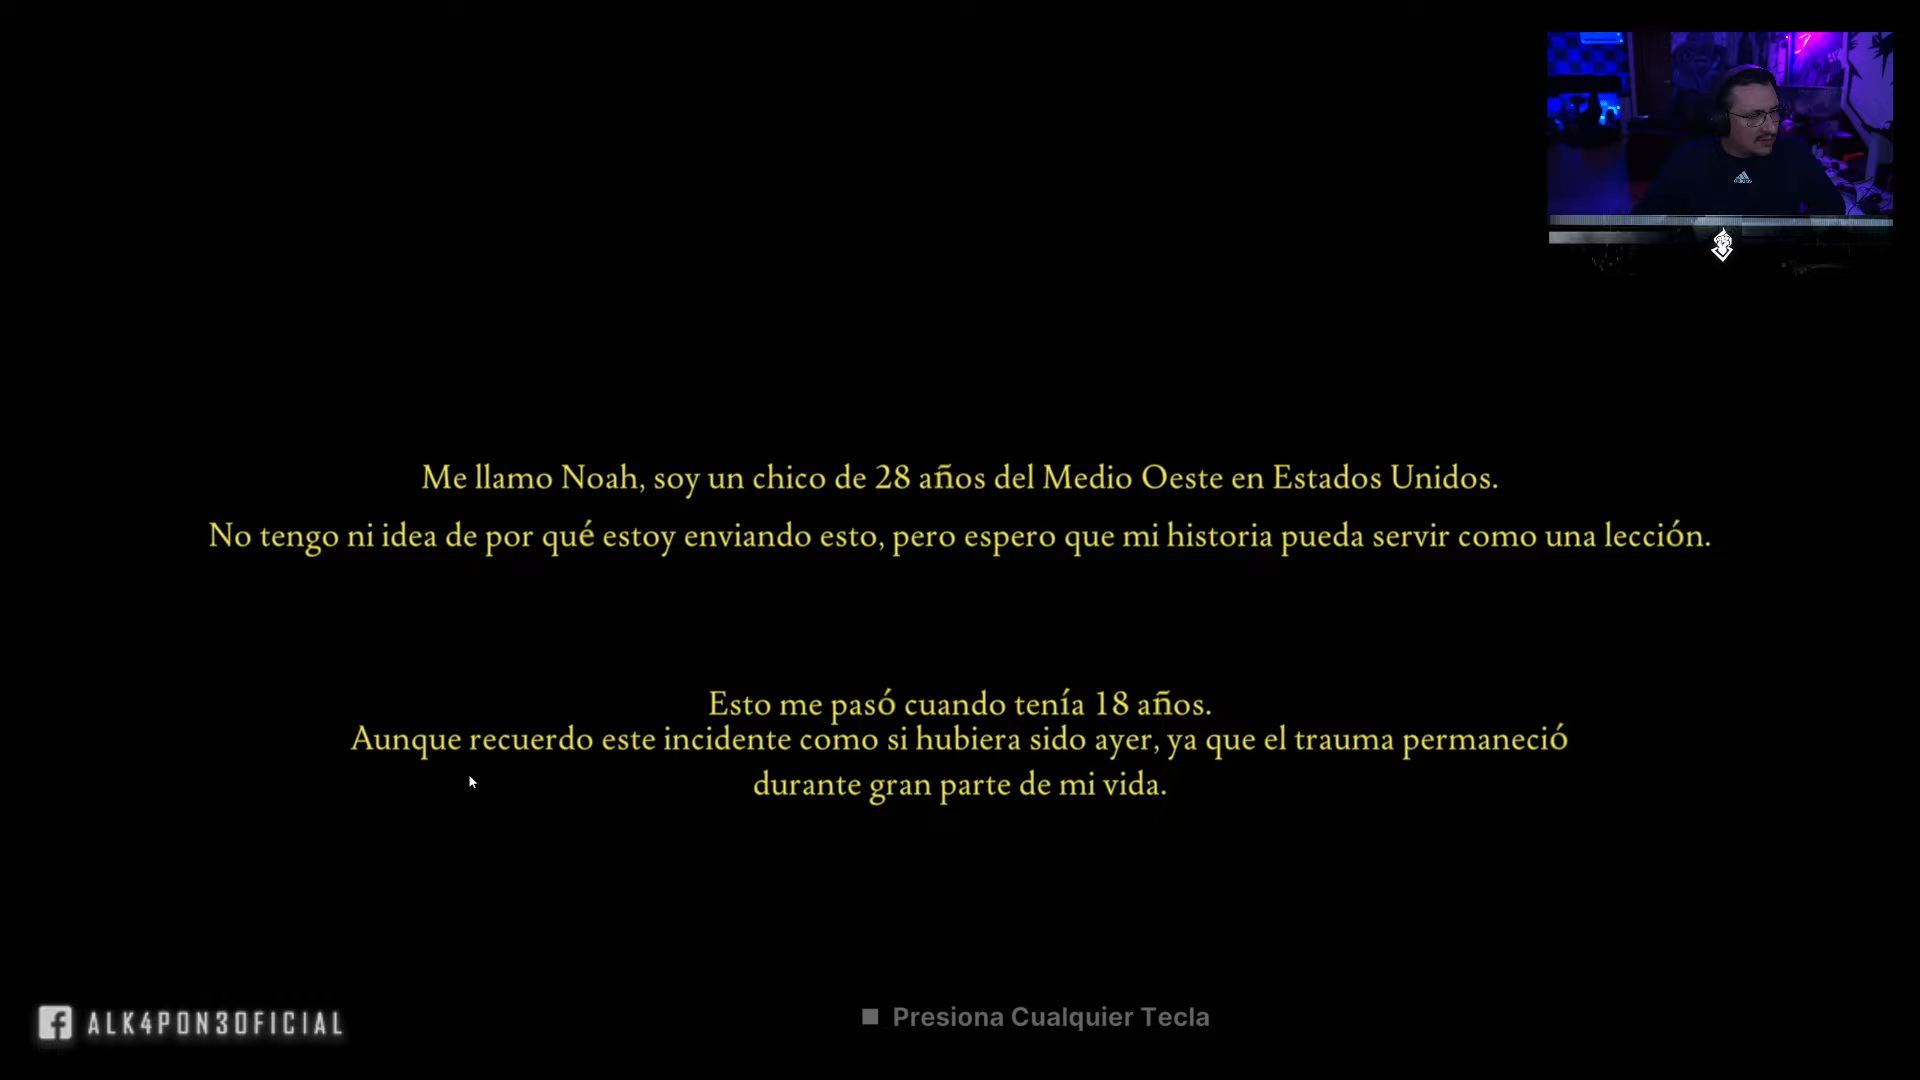 adidas
Me llamo Noah, soy un chico de 28 años del Medio Oeste en Estados Unidos.
No tengo ni idea de por qué estoy enviando esto, pero espero que mi historia pueda servir como una lección.
Esto me pasó cuando tenía 18 años.
Aunque recuerdo este incidente como si hubiera sido ayer, ya que el trauma permaneció
durante gran parte de mi vida.
ALK4PON3OFICIAL
Presiona Cualquier Tecla